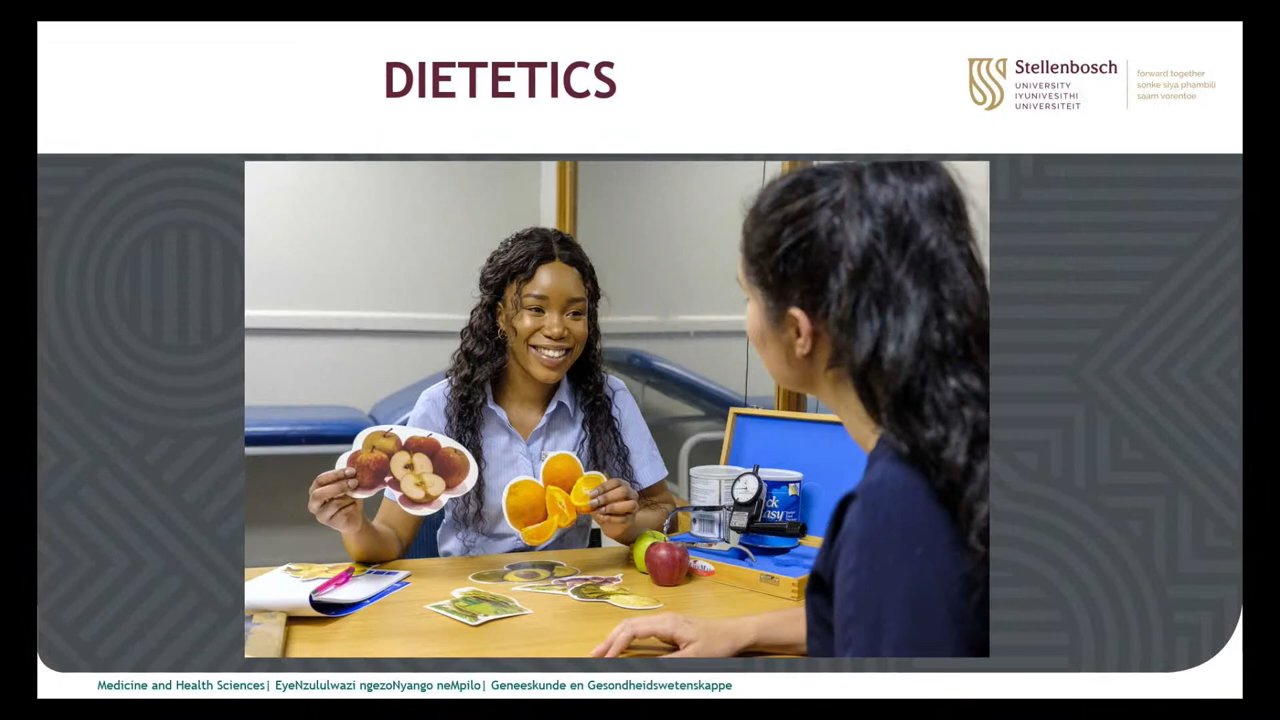 DIETETICS
Stellenbosch
UNIVERSITY
IYUNIVESITHI
UNIVERSITEIT
forward together
sonke siya phambili
saam vorentoe
Medicine and Health Sciences| EyeNzululwazi ngezoNyango neMpilo| Geneeskunde en Gesondheidswetenskappe